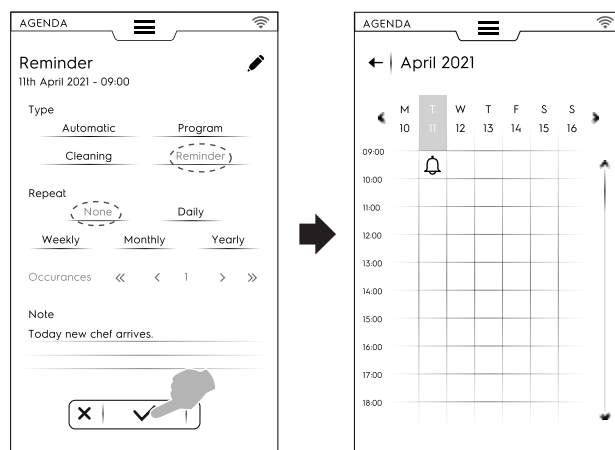 AGENDA
Reminder
11th April 2021 - 09:00
Type
Automatic Program
Cleaning Reminder
Repeat
None Daily
Weekly Monthly Yearly
Occurances « < 1 > »
Note
Today new chef arrives.
AGENDA
April 2021
M T W T F S S
10 11 12 13 14 15 16
09:00
10:00
11:00
12:00
13:00
14:00
15:00
16:00
17:00
18:00